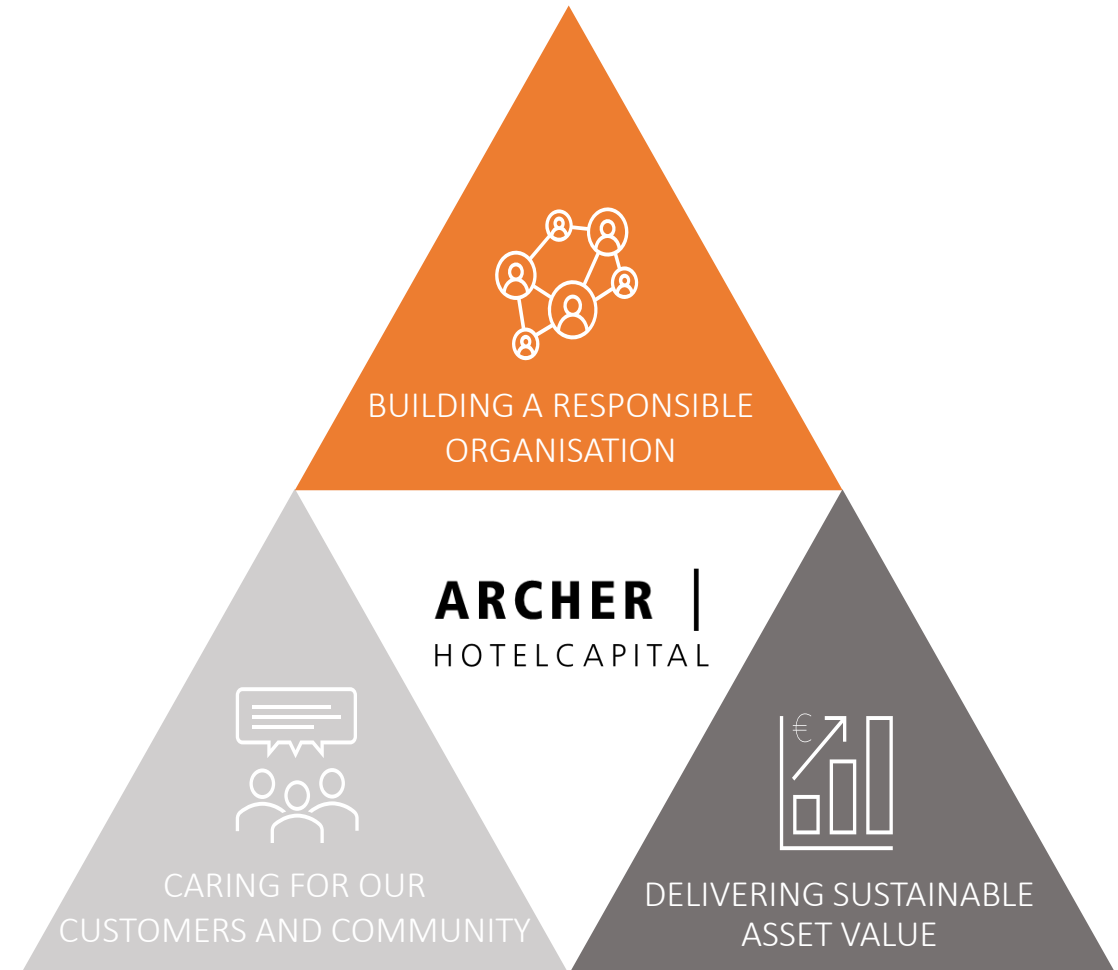 BUILDING A RESPONSIBLE
ORGANISATION
ARCHER |
HOTELCAPITAL
€
CARING FOR OUR
CUSTOMERS AND COMMUNITY
DELIVERING SUSTAINABLE
ASSET VALUE